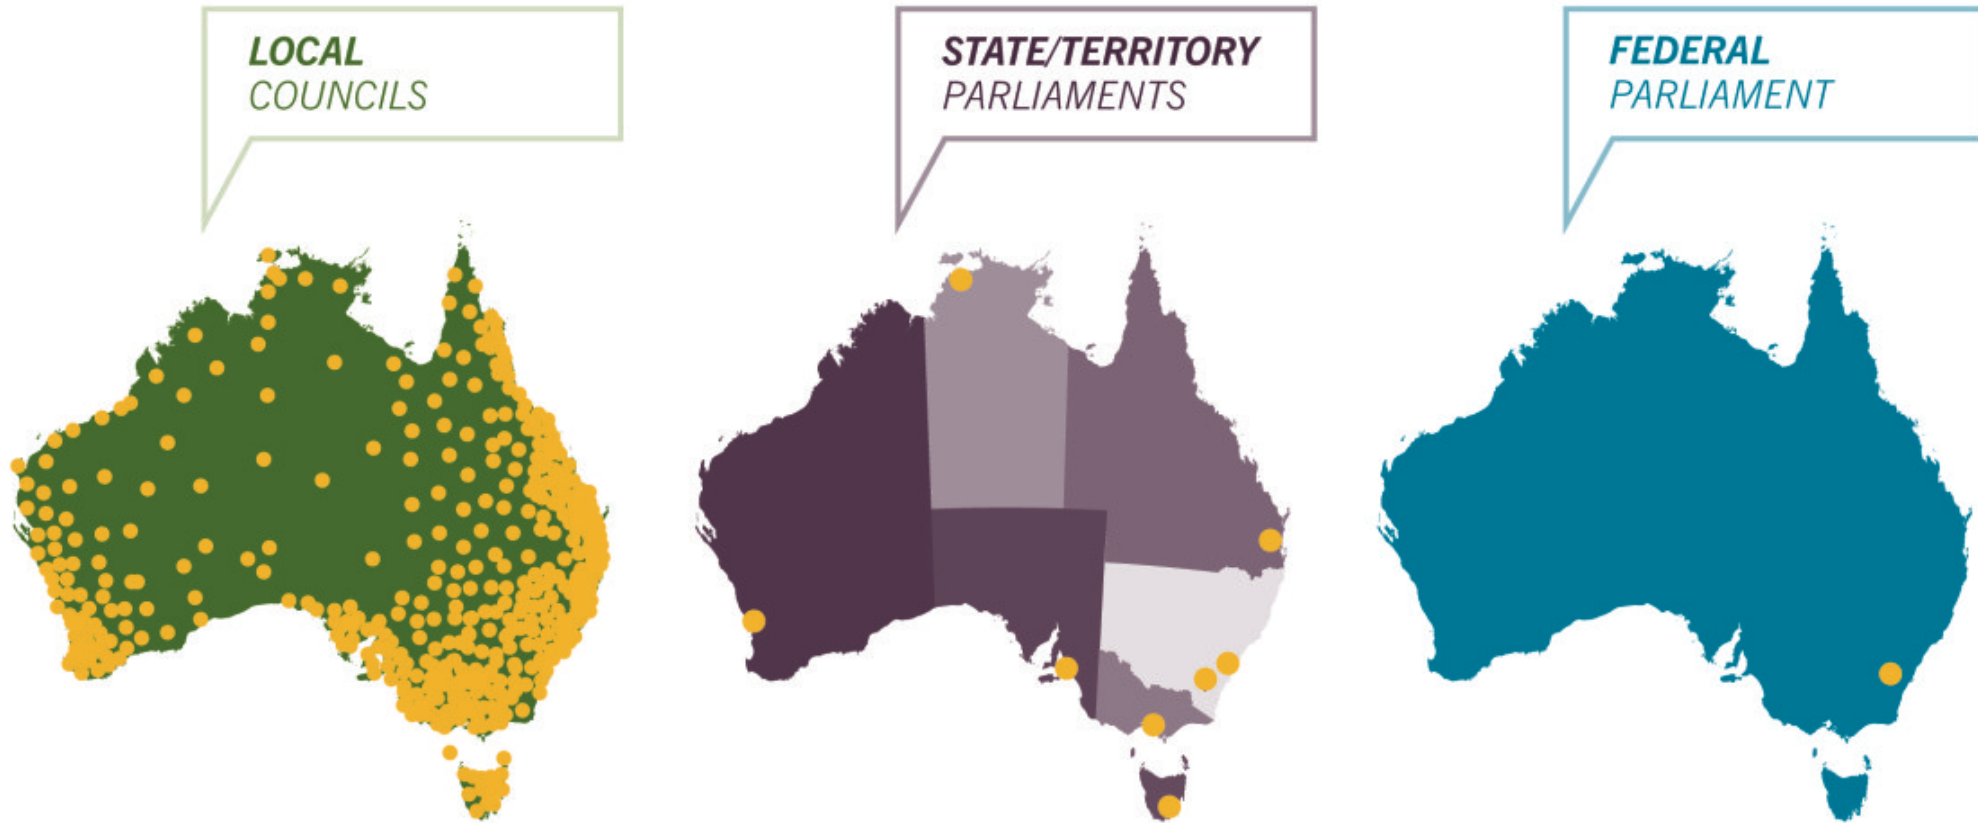 LOCAL
COUNCILS
STATE/TERRITORY
PARLIAMENTS
FEDERAL
PARLIAMENT